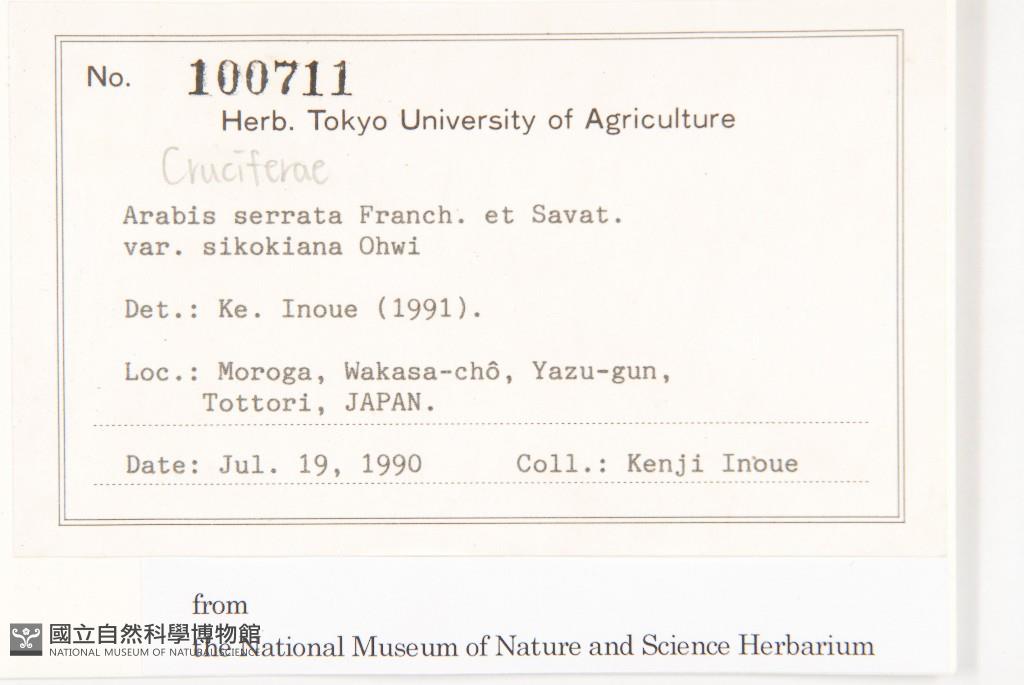 No. 100711
Herb. Tokyo University of Agriculture
Cruciferae
Arabis serrata Franch. et Savat.
var. sikokiana Ohwi
Det.: Ke. Inoue (1991).
Loc.: Moroga, Wakasa-chô, Yazu-gun,
Tottori, JAPAN.
Date: Jul. 19, 1990 Coll.: Kenji Inoue
from
the National Museum of Nature and Science Herbarium
國立自然科學博物館
NATIONAL MUSEUM OF NATURAL SCIENCE